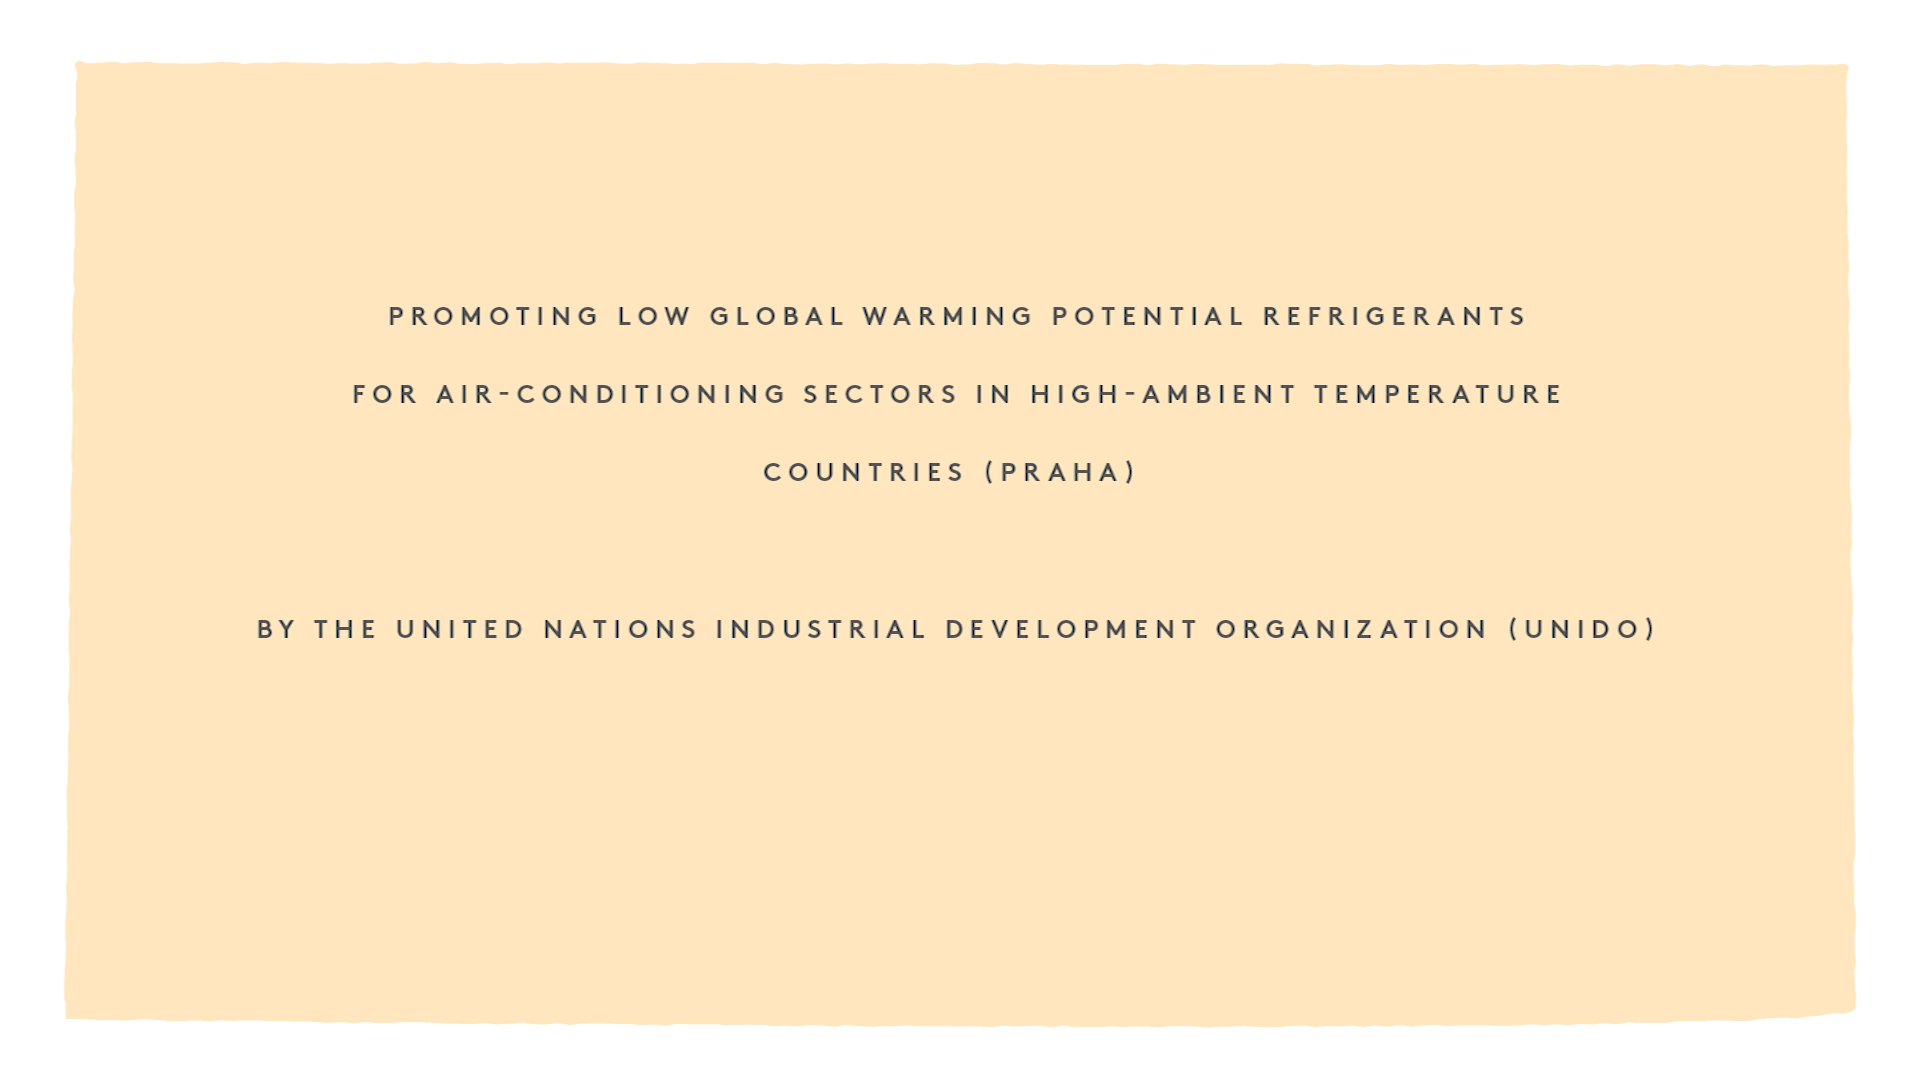 PROMOTING LOW GLOBAL WARMING POTENTIAL REFRIGERANTS
FOR AIR-CONDITIONING SECTORS IN HIGH-AMBIENT TEMPERATURE
COUNTRIES (PRAHA)
BY THE UNITED NATIONS INDUSTRIAL DEVELOPMENT ORGANIZATION (UNIDO)